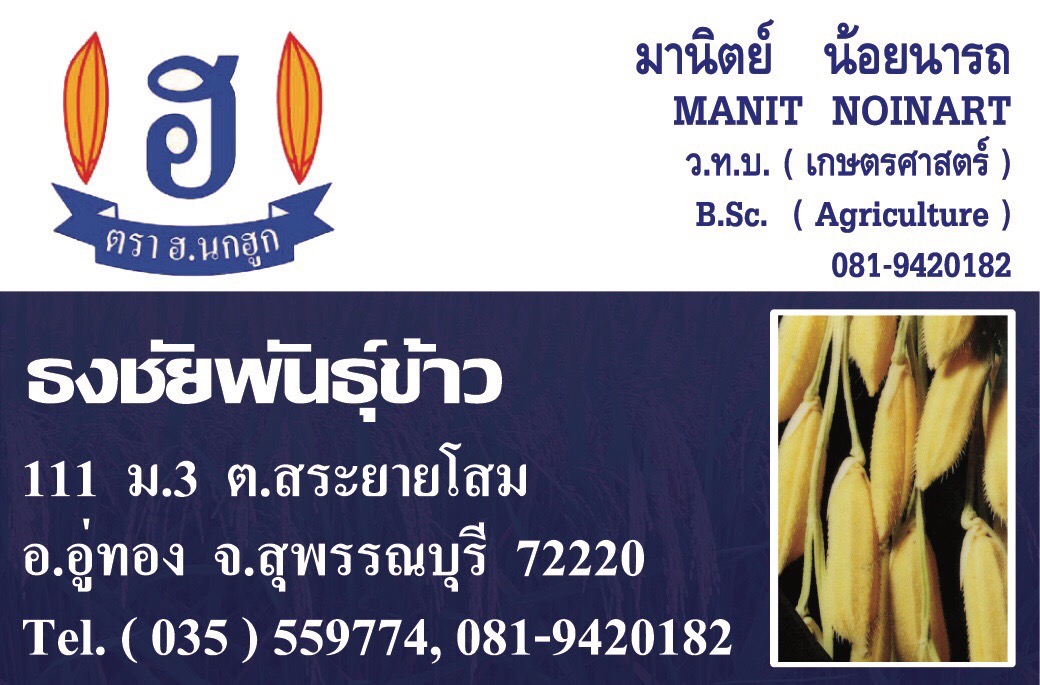 ฮ
ตรา ฮ.นกฮูก
มานิตย์ น้อยนารถ
MANIT NOINART
ว.ท.บ. ( เกษตรศาสตร์ )
B.Sc. ( Agriculture )
081-9420182
ธงชัยพันธุ์ข้าว
111 ม.3 ต.สระยายโสม
อ.อู่ทอง จ.สุพรรณบุรี 72220
Tel. ( 035 ) 559774, 081-9420182